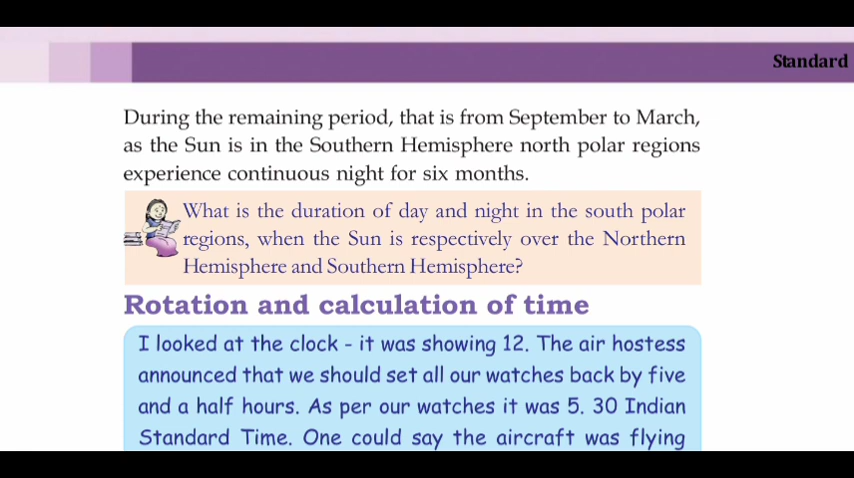 Standard
During the remaining period, that is from September to March,
as the Sun is in the Southern Hemisphere north polar regions
experience continuous night for six months.
What is the duration of day and night in the south polar
regions, when the Sun is respectively over the Northern
Hemisphere and Southern Hemisphere?
Rotation and calculation of time
I looked at the clock - it was showing 12. The air hostess
announced that we should set all our watches back by five
and a half hours. As per our watches it was 5. 30 Indian
Standard Time. One could say the aircraft was flying